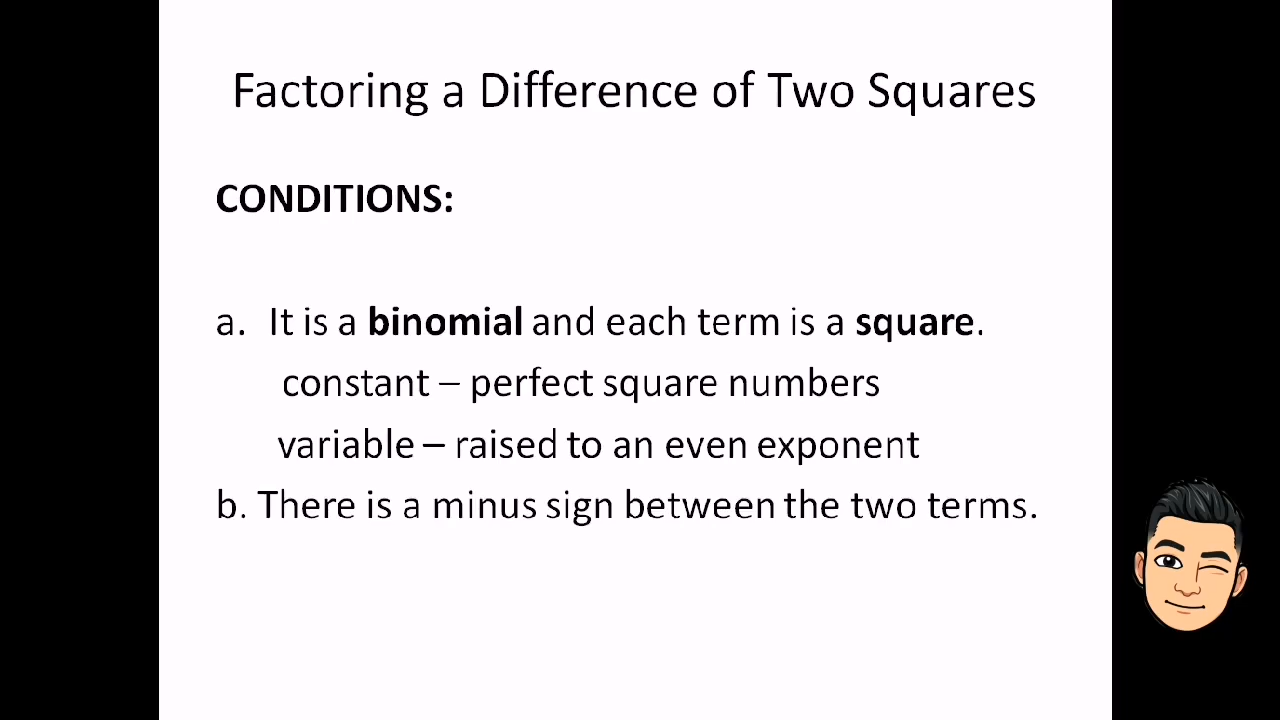 Factoring a Difference of Two Squares
CONDITIONS:
a. It is a binomial and each term is a square.
constant – perfect square numbers
variable – raised to an even exponent
b. There is a minus sign between the two terms.